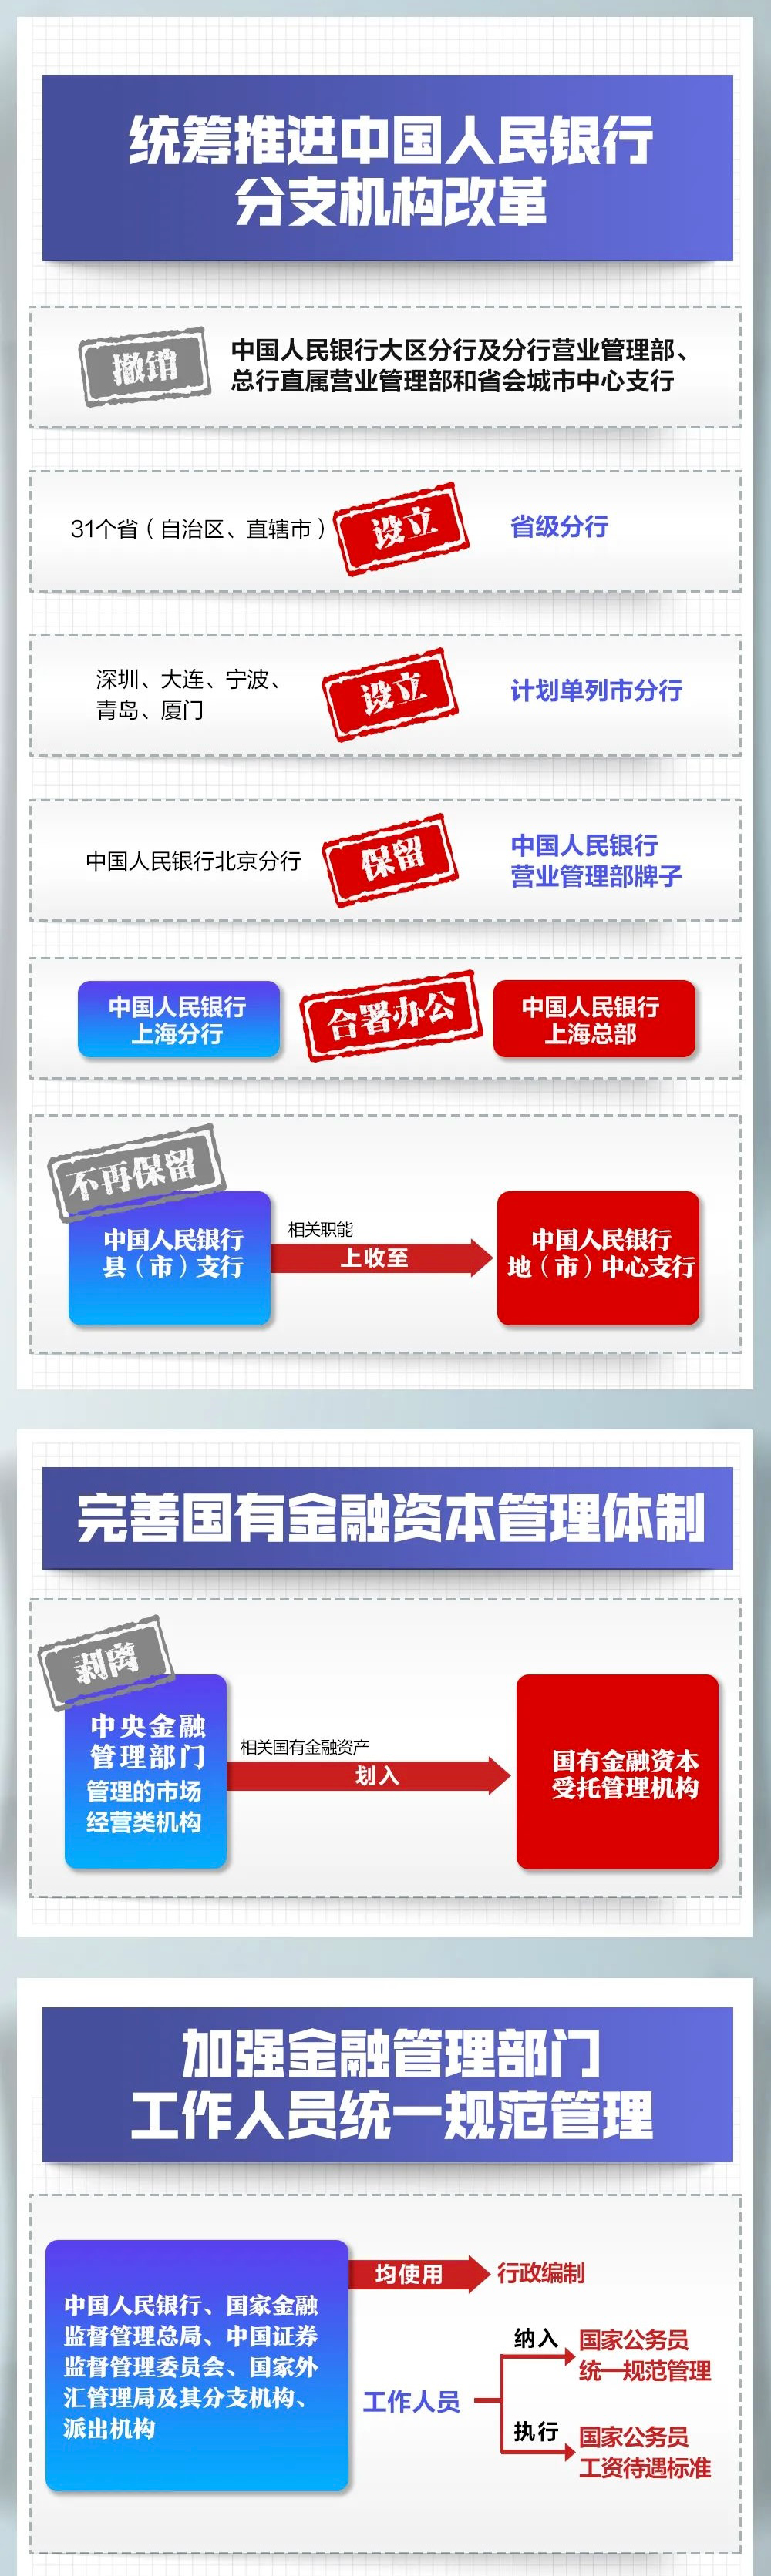 统筹推进中国人民银行
分支机构改革
撤销
中国人民银行大区分行及分行营业管理部、
总行直属营业管理部和省会城市中心支行
31个省（自治区、直辖市）
设立
省级分行
深圳、大连、宁波、
青岛、厦门
设立
计划单列市分行
中国人民银行北京分行
保留
中国人民银行
营业管理部牌子
中国人民银行
上海分行
合署办公
中国人民银行
上海总部
不再保留
中国人民银行
县（市）支行
相关职能
上收至
中国人民银行
地（市）中心支行
完善国有金融资本管理体制
剥离
中央金融
管理部门
管理的市场
经营类机构
相关国有金融资产
划入
国有金融资本
受托管理机构
加强金融管理部门
工作人员统一规范管理
中国人民银行、国家金融
监督管理总局、中国证券
监督管理委员会、国家外
汇管理局及其分支机构、
派出机构
均使用
行政编制
工作人员
纳入
国家公务员
统一规范管理
执行
国家公务员
工资待遇标准